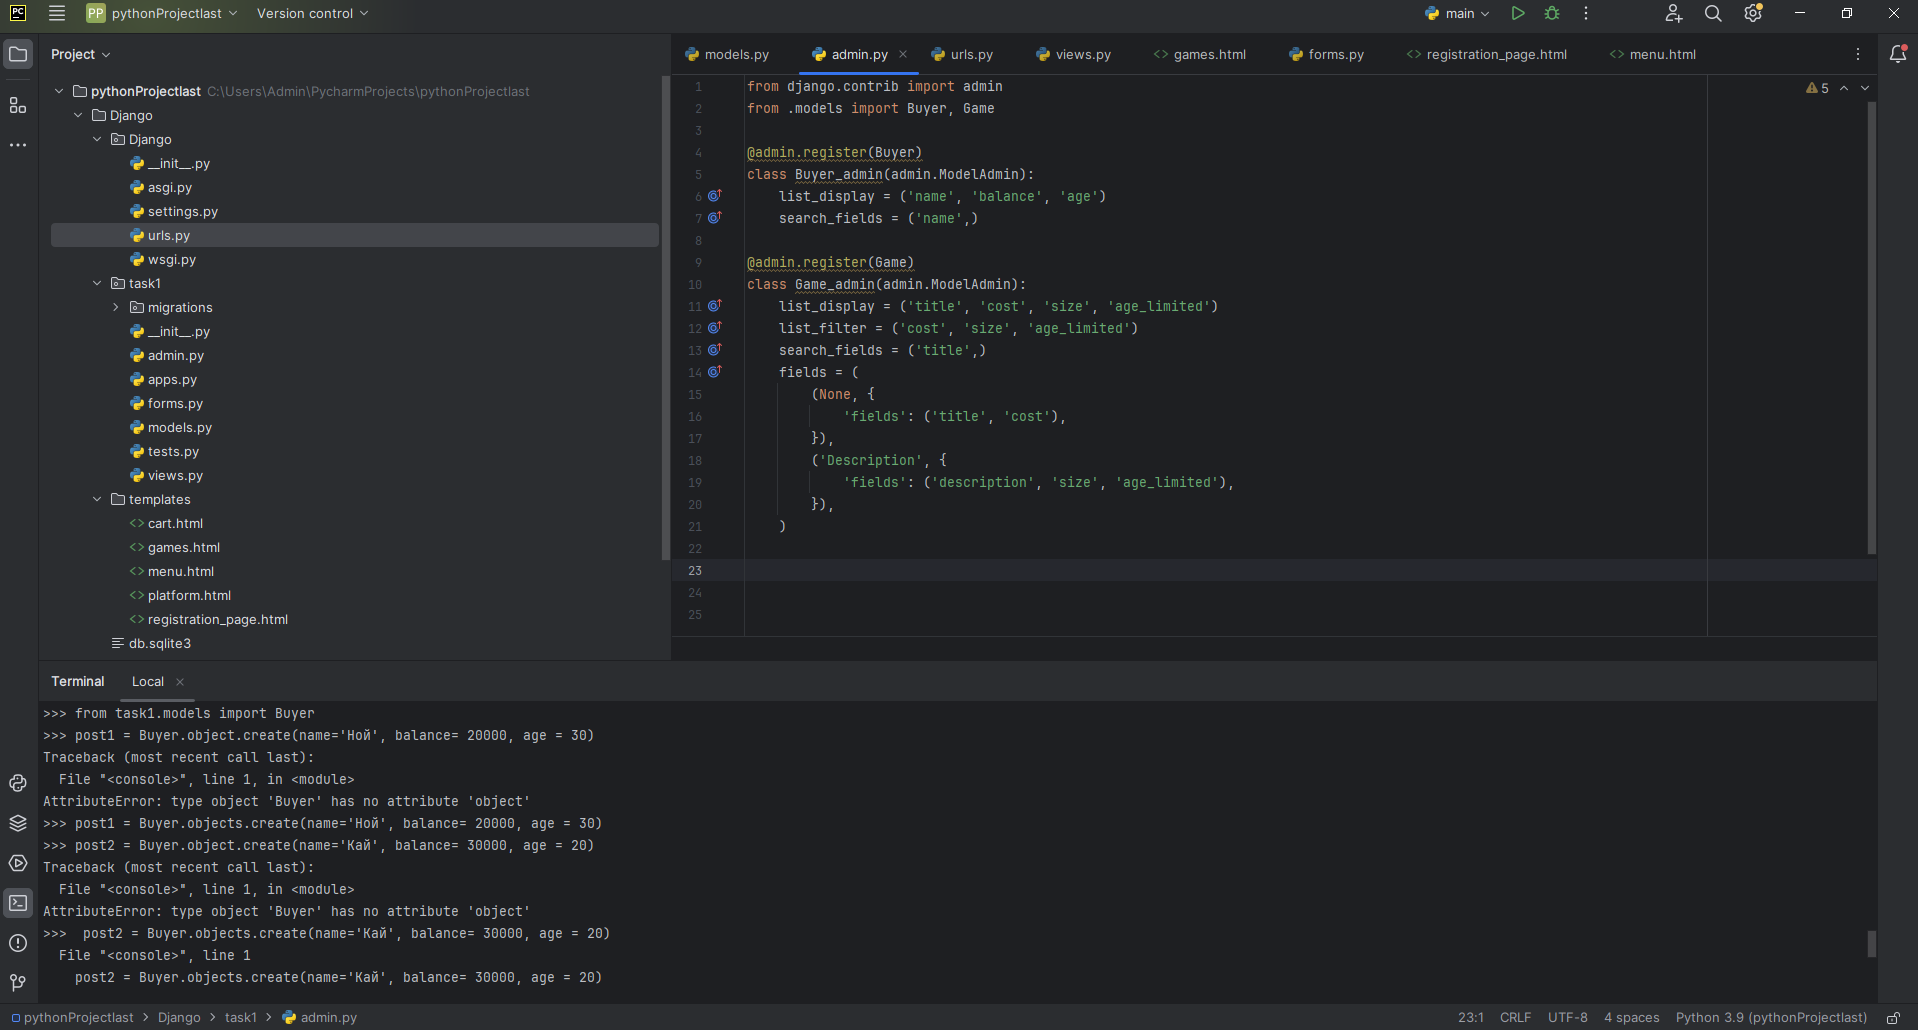 PC PP pythonProjectlast Version control main
Project
models.py admin.py urls.py views.py games.html forms.py registration_page.html menu.html
pythonProjectlast C:\Users\Admin\PycharmProjects\pythonProjectlast
Django
Django
__init__.py
asgi.py
settings.py
urls.py
wsgi.py
task1
migrations
__init__.py
admin.py
apps.py
forms.py
models.py
tests.py
views.py
templates
cart.html
games.html
menu.html
platform.html
registration_page.html
db.sqlite3
5
1 from django.contrib import admin
2 from .models import Buyer, Game
3
4 @admin.register(Buyer)
5 class Buyer_admin(admin.ModelAdmin):
6     list_display = ('name', 'balance', 'age')
7     search_fields = ('name',)
8
9 @admin.register(Game)
10 class Game_admin(admin.ModelAdmin):
11     list_display = ('title', 'cost', 'size', 'age_limited')
12     list_filter = ('cost', 'size', 'age_limited')
13     search_fields = ('title',)
14     fields = (
15         (None, {
16             'fields': ('title', 'cost'),
17         }),
18         ('Description', {
19             'fields': ('description', 'size', 'age_limited'),
20         }),
21     )
22
23
24
25
Terminal Local
>>> from task1.models import Buyer
>>> post1 = Buyer.object.create(name='Ной', balance= 20000, age = 30)
Traceback (most recent call last):
  File "<console>", line 1, in <module>
AttributeError: type object 'Buyer' has no attribute 'object'
>>> post1 = Buyer.objects.create(name='Ной', balance= 20000, age = 30)
>>> post2 = Buyer.object.create(name='Кай', balance= 30000, age = 20)
Traceback (most recent call last):
  File "<console>", line 1, in <module>
AttributeError: type object 'Buyer' has no attribute 'object'
>>>  post2 = Buyer.objects.create(name='Кай', balance= 30000, age = 20)
  File "<console>", line 1
    post2 = Buyer.objects.create(name='Кай', balance= 30000, age = 20)
pythonProjectlast > Django > task1 > admin.py 23:1 CRLF UTF-8 4 spaces Python 3.9 (pythonProjectlast)